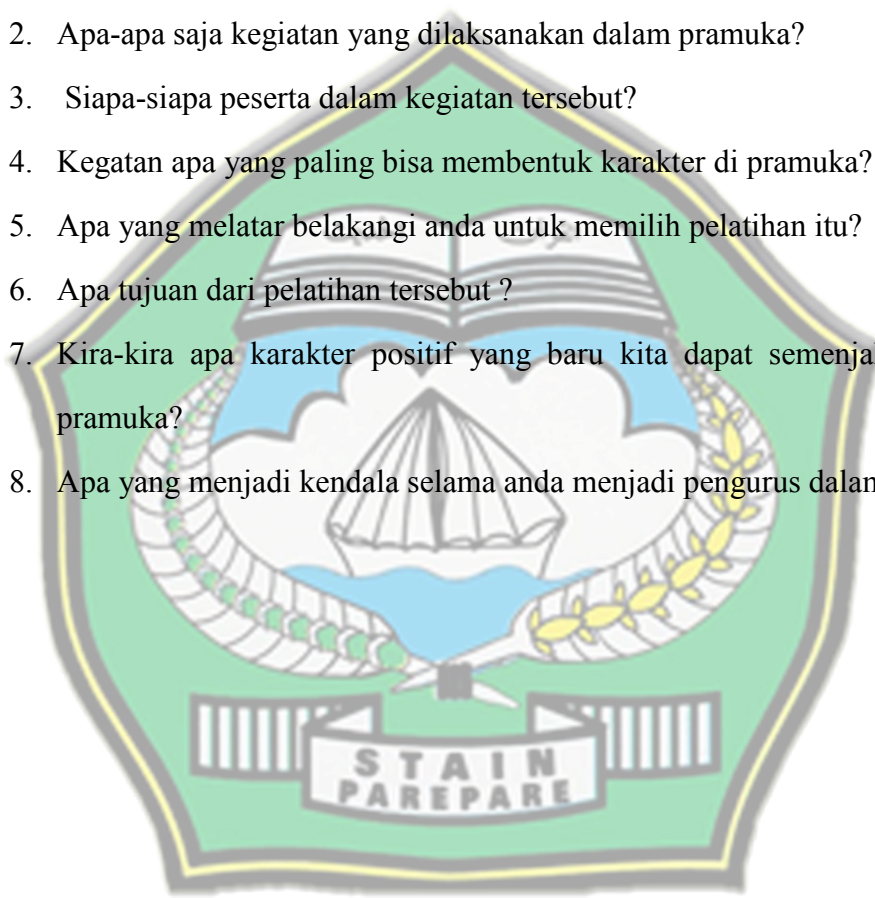 2. Apa-apa saja kegiatan yang dilaksanakan dalam pramuka?
3. Siapa-siapa peserta dalam kegiatan tersebut?
4. Kegatan apa yang paling bisa membentuk karakter di pramuka?
5. Apa yang melatar belakangi anda untuk memilih pelatihan itu?
6. Apa tujuan dari pelatihan tersebut ?
7. Kira-kira apa karakter positif yang baru kita dapat
pramuka?
8. Apa yang menjadi kendala selama anda menjadi pengurus
STAIN
PAREPARE